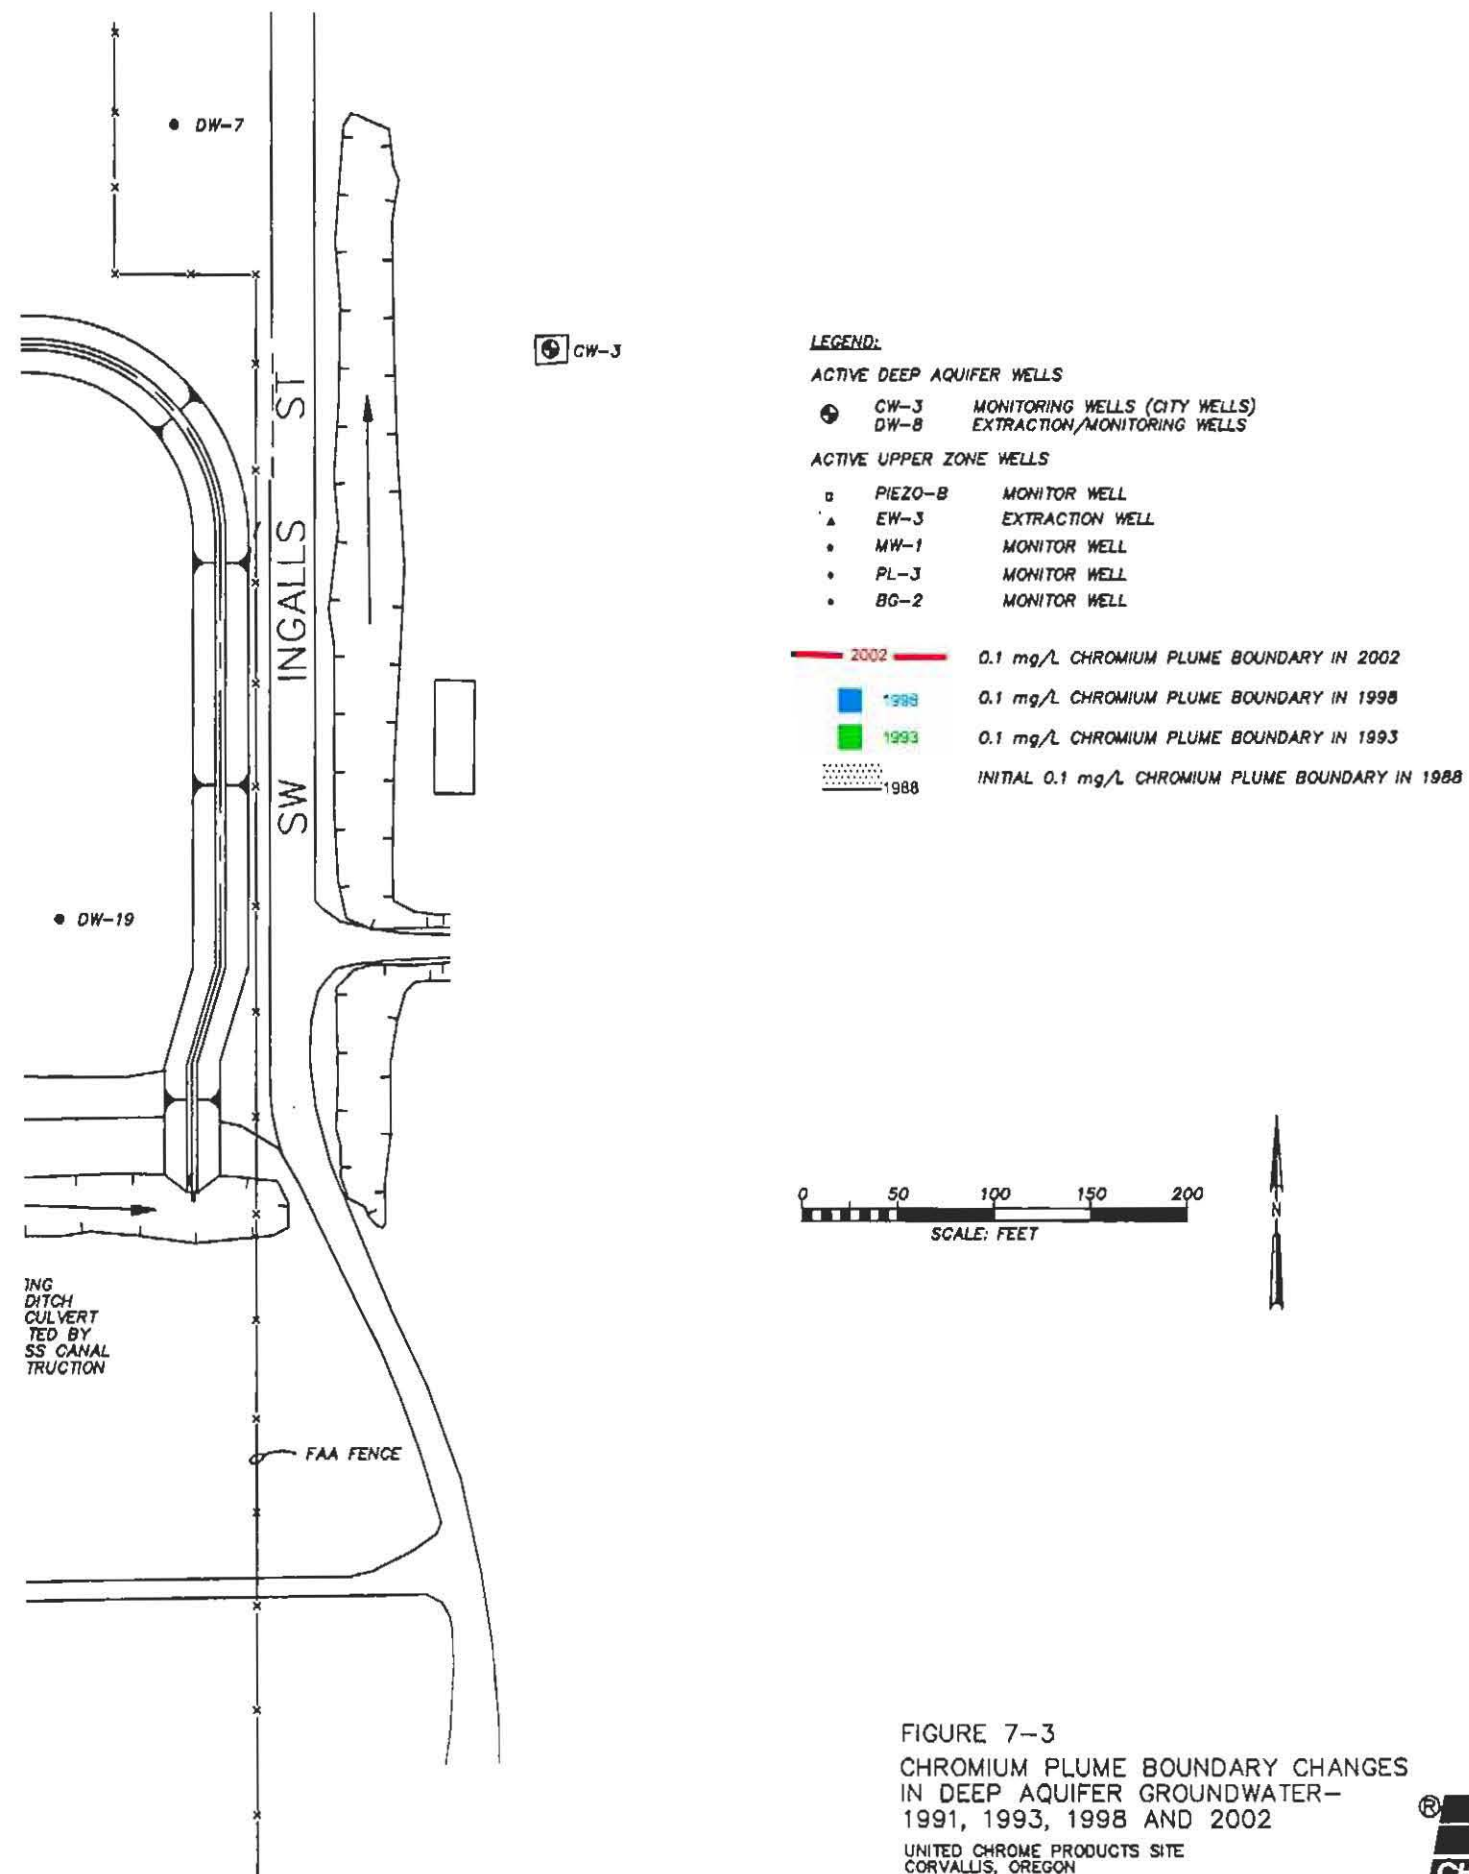 DW-7
CW-3
SW INGALLS ST
DW-19
ING
DITCH
CULVERT
TED BY
SS CANAL
TRUCTION
FAA FENCE
LEGEND:
ACTIVE DEEP AQUIFER WELLS
CW-3 MONITORING WELLS (CITY WELLS)
DW-8 EXTRACTION/MONITORING WELLS
ACTIVE UPPER ZONE WELLS
PIEZO-B MONITOR WELL
EW-3 EXTRACTION WELL
MW-1 MONITOR WELL
PL-3 MONITOR WELL
BG-2 MONITOR WELL
2002 0.1 mg/L CHROMIUM PLUME BOUNDARY IN 2002
1998 0.1 mg/L CHROMIUM PLUME BOUNDARY IN 1998
1993 0.1 mg/L CHROMIUM PLUME BOUNDARY IN 1993
1988 INITIAL 0.1 mg/L CHROMIUM PLUME BOUNDARY IN 1988
0 50 100 150 200
SCALE: FEET
N
FIGURE 7-3
CHROMIUM PLUME BOUNDARY CHANGES
IN DEEP AQUIFER GROUNDWATER-
1991, 1993, 1998 AND 2002
UNITED CHROME PRODUCTS SITE
CORVALLIS, OREGON
®